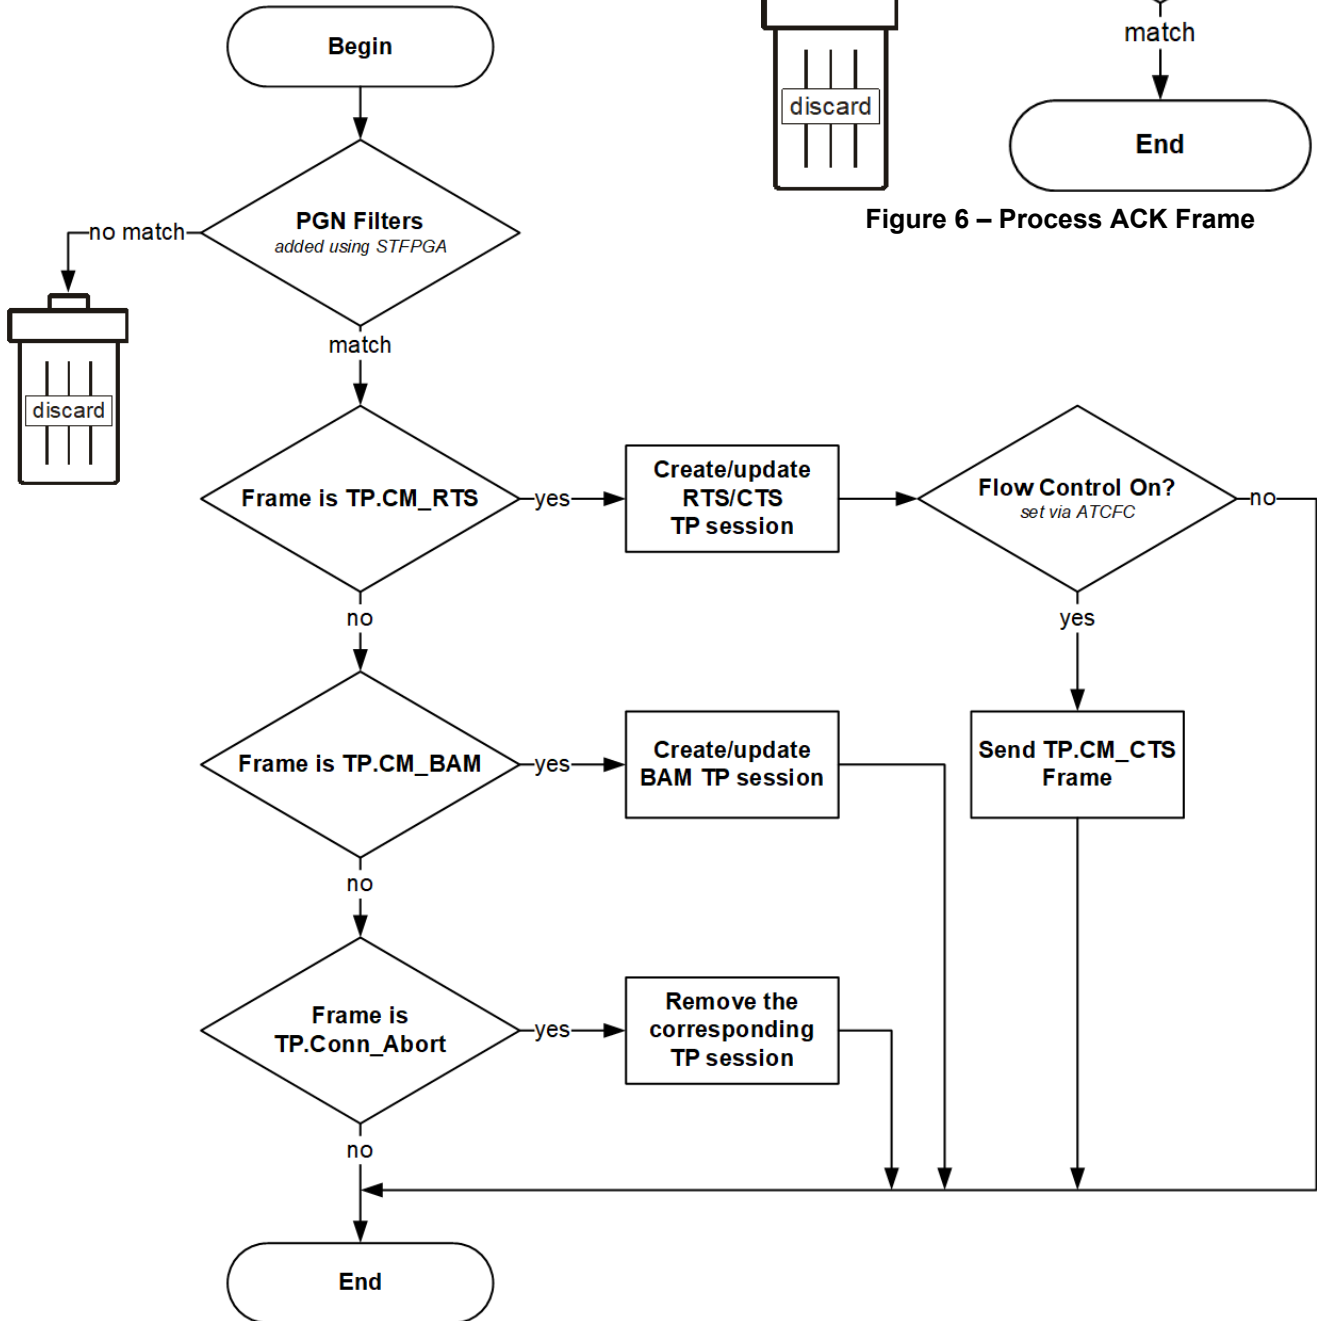 Begin
match
discard
End
Figure 6 – Process ACK Frame
PGN Filters
added using STFPGA
no match
match
discard
Frame is TP.CM_RTS
yes
Create/update
RTS/CTS
TP session
Flow Control On?
set via ATCFC
no
no
yes
Frame is TP.CM_BAM
yes
Create/update
BAM TP session
Send TP.CM_CTS
Frame
no
Frame is
TP.Conn_Abort
yes
Remove the
corresponding
TP session
no
End